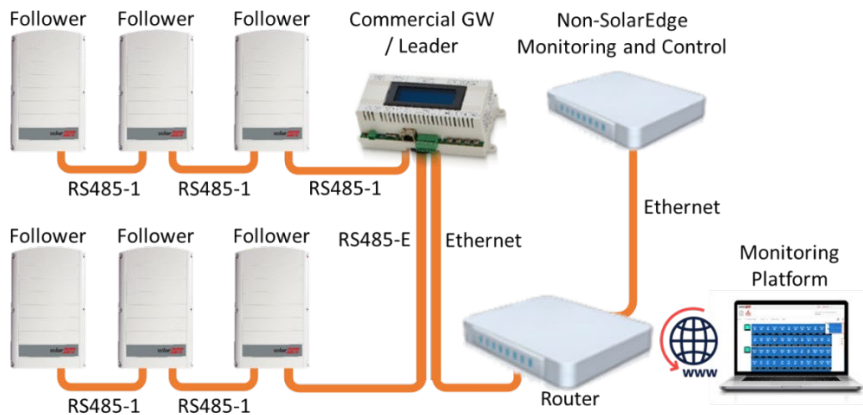 Follower
Follower
Follower
Commercial GW
/ Leader
Non-SolarEdge
Monitoring and Control
RS485-1
RS485-1
RS485-1
Follower
Follower
Follower
RS485-E
Ethernet
Ethernet
Monitoring
Platform
www
RS485-1
RS485-1
Router